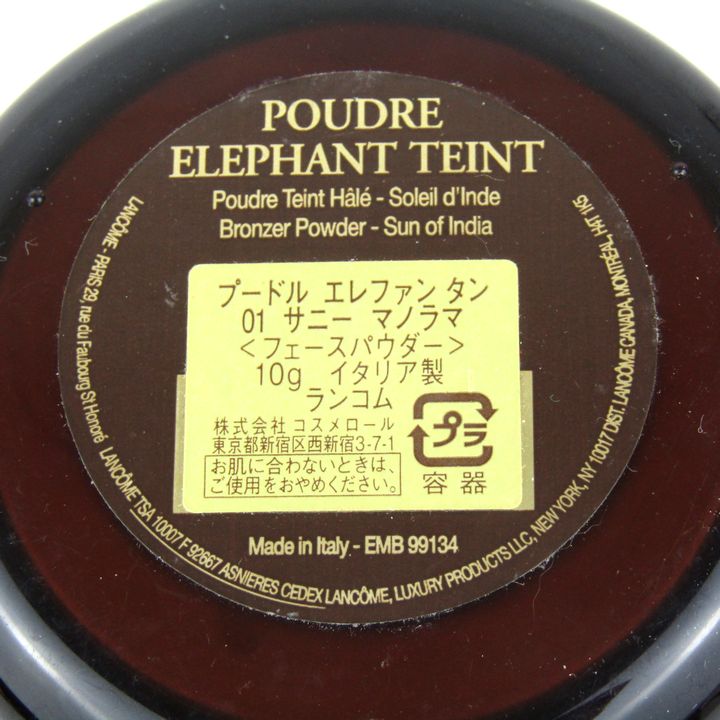 POUDRE
ELEPHANT TEINT
Poudre Teint Hâlé - Soleil d'Inde
Bronzer Powder - Sun of India
プードル エレファン タン
01 サニー マノラマ
<フェースパウダー>
10g イタリア製
ランコム
株式会社 コスメロール
東京都新宿区西新宿3-7-1
お肌に合わないときは、
ご使用をおやめください。
プラ
容器
Made in Italy - EMB 99134
LANCÔME - PARIS 29, rue du Faubourg St Honoré LANCÔME TSA 10007 F 92667 ASNIERES CEDEX LANCÔME, LUXURY PRODUCTS LLC, NEW YORK, NY 10017 DIST. LANCÔME CANADA, MONTRÉAL, H4T 1K5